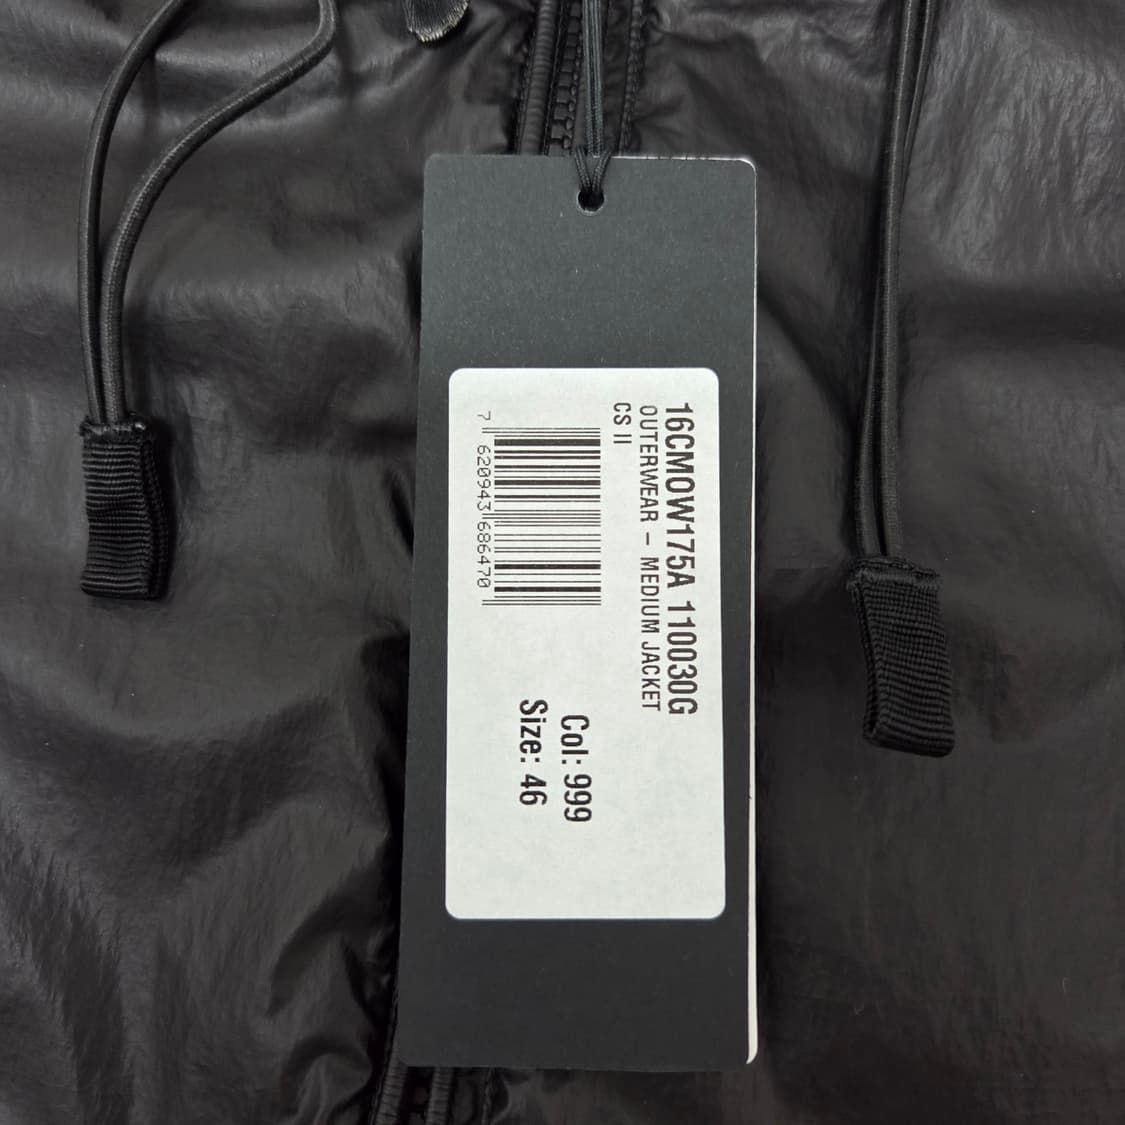 16CMOW175A 110030G
OUTERWEAR – MEDIUM JACKET
CS II
7 620943 686470
Col: 999
Size: 46